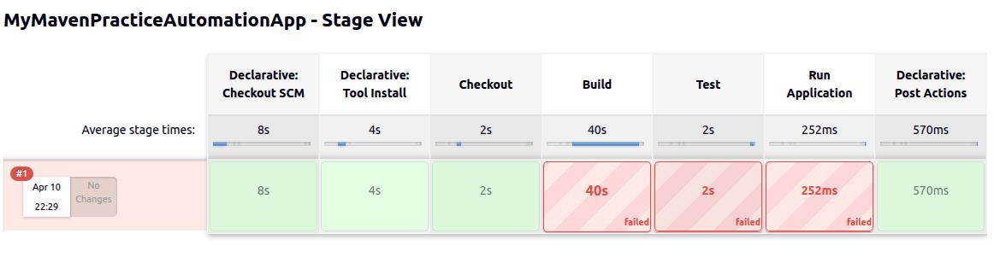 MyMavenPracticeAutomationApp - Stage View
Declarative:
Checkout SCM
Declarative:
Tool Install
Checkout
Build
Test
Run
Application
Declarative:
Post Actions
Average stage times:
8s
4s
2s
40s
2s
252ms
570ms
#1
Apr 10
22:29
No
Changes
8s
4s
2s
40s
failed
2s
failed
252ms
failed
570ms